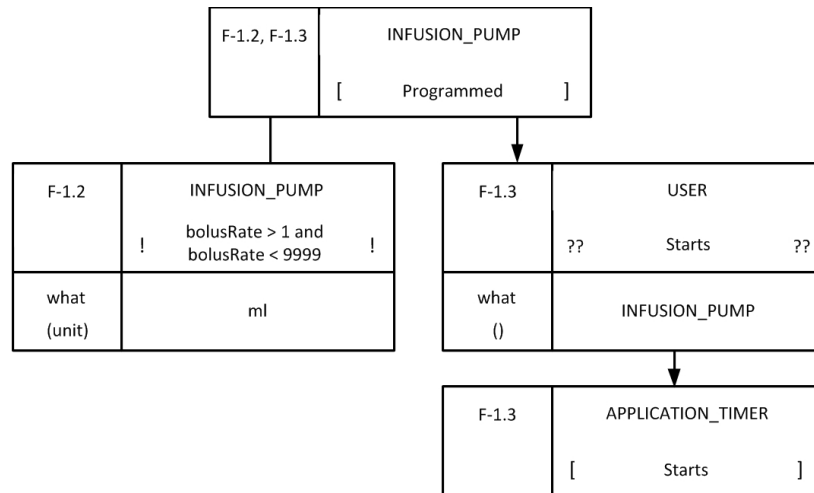 F-1.2, F-1.3 INFUSION_PUMP
[ Programmed ]
F-1.2 INFUSION_PUMP
! bolusRate > 1 and
bolusRate < 9999 !
what
(unit) ml
F-1.3 USER
?? Starts ??
what
() INFUSION_PUMP
F-1.3 APPLICATION_TIMER
[ Starts ]